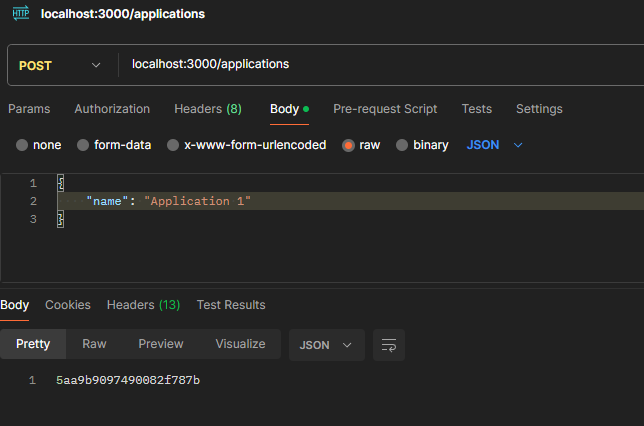 HTTP localhost:3000/applications
POST localhost:3000/applications
Params Authorization Headers (8) Body Pre-request Script Tests Settings
none form-data x-www-form-urlencoded raw binary JSON
1 {
2 "name": "Application 1"
3 }
Body Cookies Headers (13) Test Results
Pretty Raw Preview Visualize JSON
1 5aa9b9097490082f787b